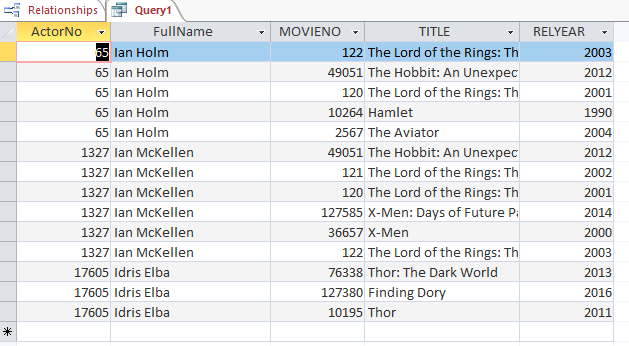 Relationships Query1
ActorNo FullName MOVIENO TITLE RELYEAR
65 Ian Holm 122 The Lord of the Rings: Th 2003
65 Ian Holm 49051 The Hobbit: An Unexpec 2012
65 Ian Holm 120 The Lord of the Rings: Th 2001
65 Ian Holm 10264 Hamlet 1990
65 Ian Holm 2567 The Aviator 2004
1327 Ian McKellen 49051 The Hobbit: An Unexpec 2012
1327 Ian McKellen 121 The Lord of the Rings: Th 2002
1327 Ian McKellen 120 The Lord of the Rings: Th 2001
1327 Ian McKellen 127585 X-Men: Days of Future Pa 2014
1327 Ian McKellen 36657 X-Men 2000
1327 Ian McKellen 122 The Lord of the Rings: Th 2003
17605 Idris Elba 76338 Thor: The Dark World 2013
17605 Idris Elba 127380 Finding Dory 2016
17605 Idris Elba 10195 Thor 2011